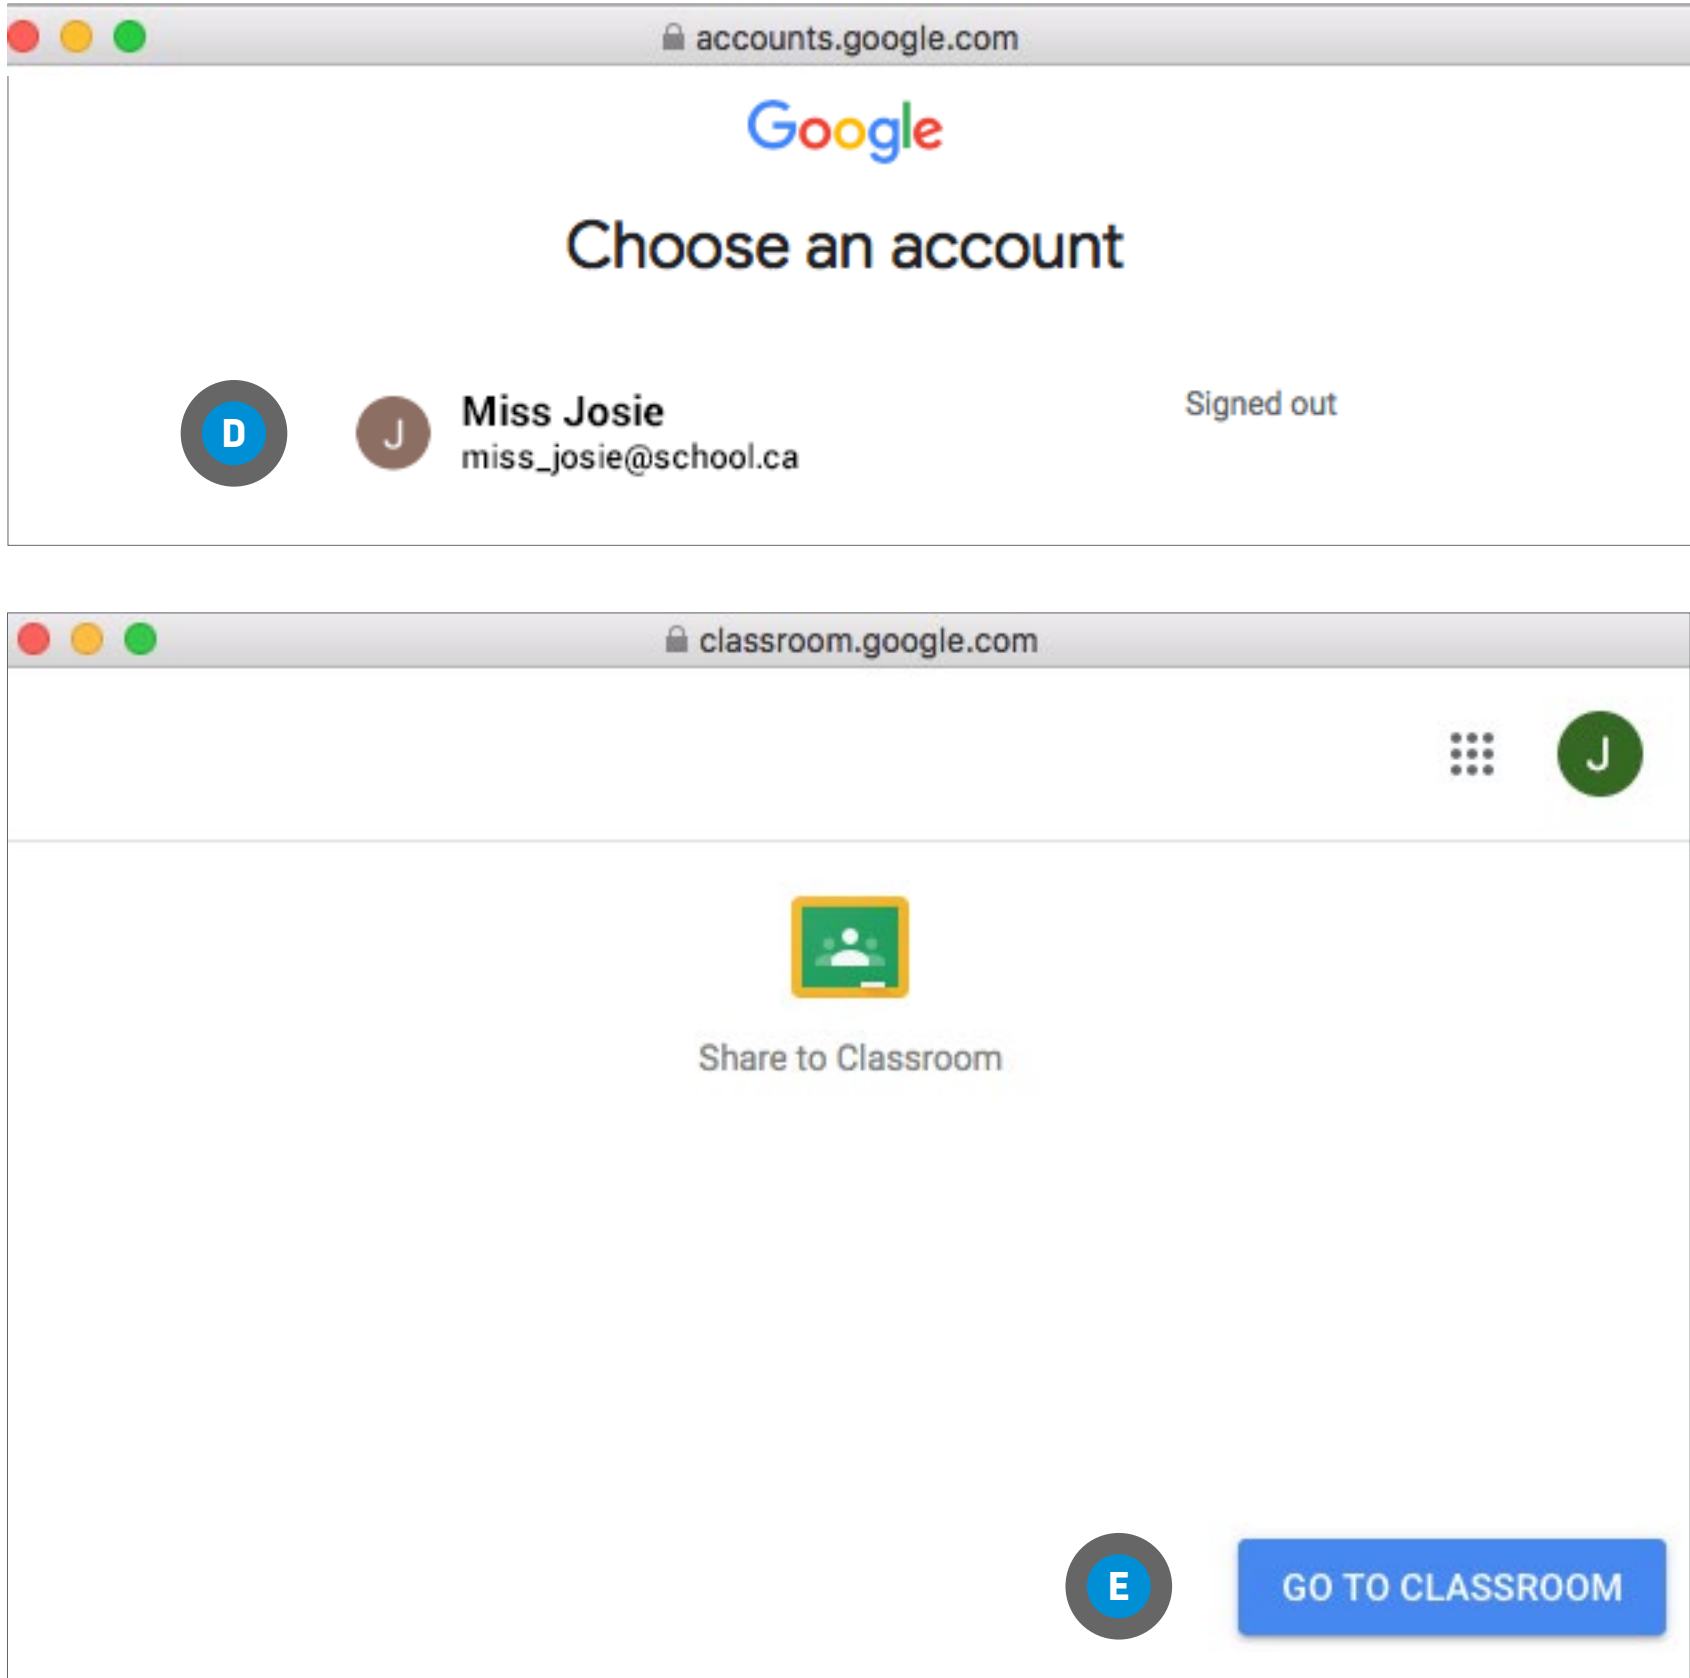 accounts.google.com
Google
Choose an account
D
J
Miss Josie
Signed out
miss_josie@school.ca
classroom.google.com
J
Share to Classroom
E
GO TO CLASSROOM